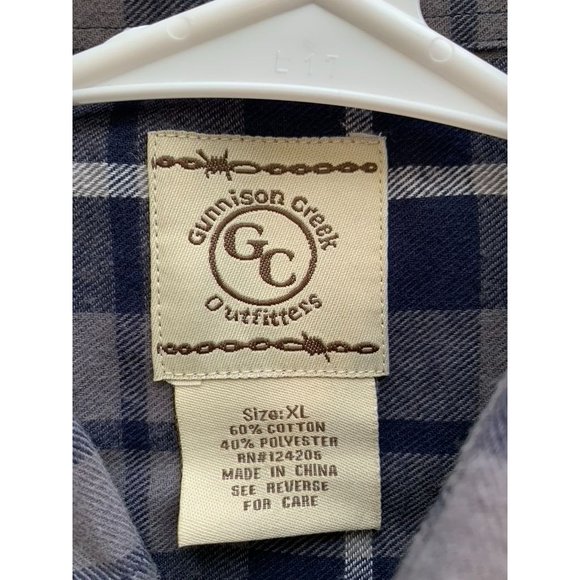 L17
Gunnison Creek
GC
Outfitters
Size: XL
60% COTTON
40% POLYESTER
RN#124205
MADE IN CHINA
SEE REVERSE
FOR CARE